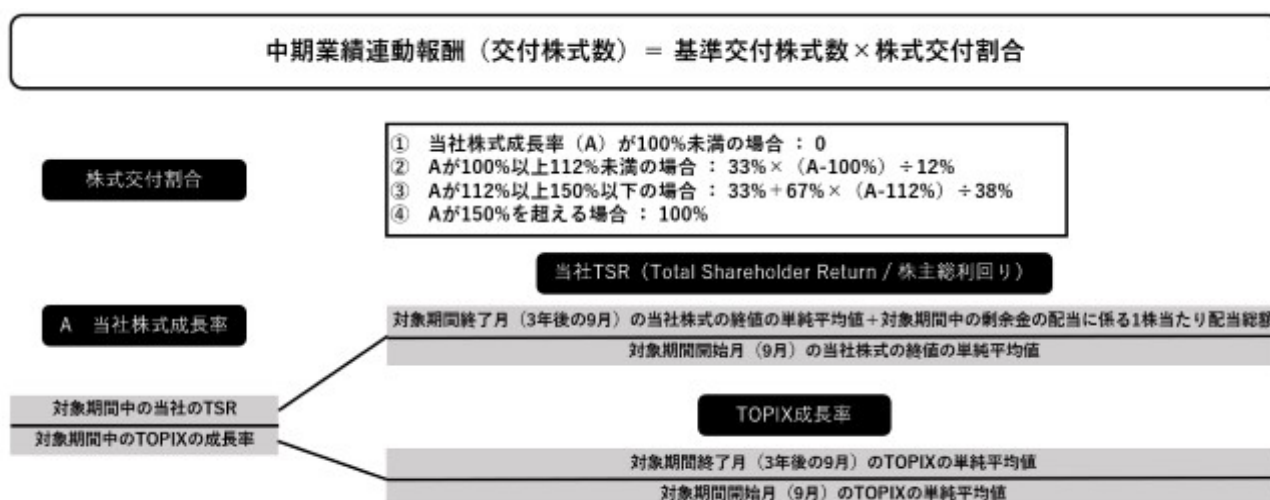 中期業績連動報酬（交付株式数）＝ 基準交付株式数×株式交付割合
株式交付割合
① 当社株式成長率（A）が100%未満の場合 ： 0
② Aが100%以上112%未満の場合 ： 33%×（A-100%）÷12%
③ Aが112%以上150%以下の場合 ： 33%＋67%×（A-112%）÷38%
④ Aが150%を超える場合 ： 100%
当社TSR（Total Shareholder Return / 株主総利回り）
A 当社株式成長率
対象期間終了月（3年後の9月）の当社株式の終値の単純平均値＋対象期間中の剰余金の配当に係る1株当たり配当総額
対象期間開始月（9月）の当社株式の終値の単純平均値
対象期間中の当社のTSR
対象期間中のTOPIXの成長率
TOPIX成長率
対象期間終了月（3年後の9月）のTOPIXの単純平均値
対象期間開始月（9月）のTOPIXの単純平均値